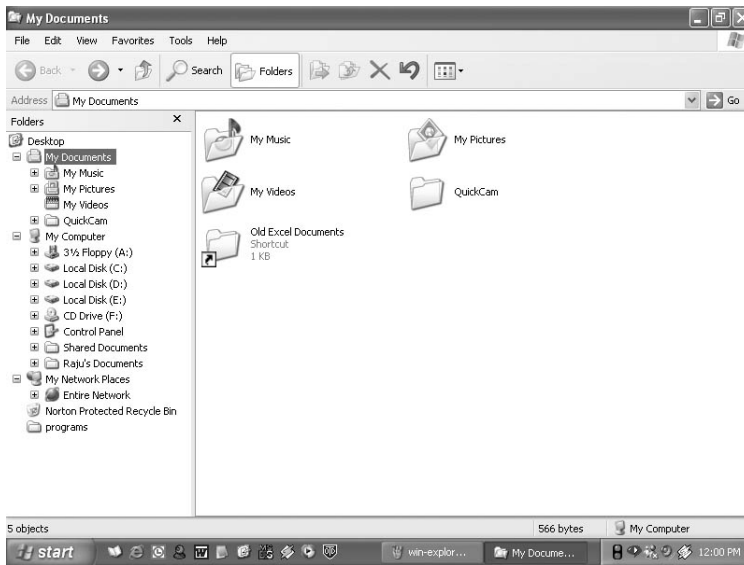 My Documents
File Edit View Favorites Tools Help
Back Search Folders
Address My Documents Go
Folders
Desktop
My Documents
My Music
My Pictures
My Videos
QuickCam
My Computer
3½ Floppy (A:)
Local Disk (C:)
Local Disk (D:)
Local Disk (E:)
CD Drive (F:)
Control Panel
Shared Documents
Raju's Documents
My Network Places
Entire Network
Norton Protected Recycle Bin
programs
My Music
My Pictures
My Videos
QuickCam
Old Excel Documents
Shortcut
1 KB
5 objects 566 bytes My Computer
start win-explor... My Docume... 12:00 PM